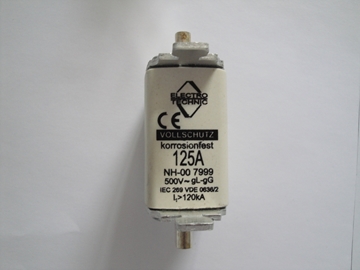 ELECTRO
TECHNIC
CE
VOLLSCHUTZ
korrosionfest
125A
NH-00 7999
500V~ gL-gG
IEC 269 VDE 0636/2
I₁>120kA